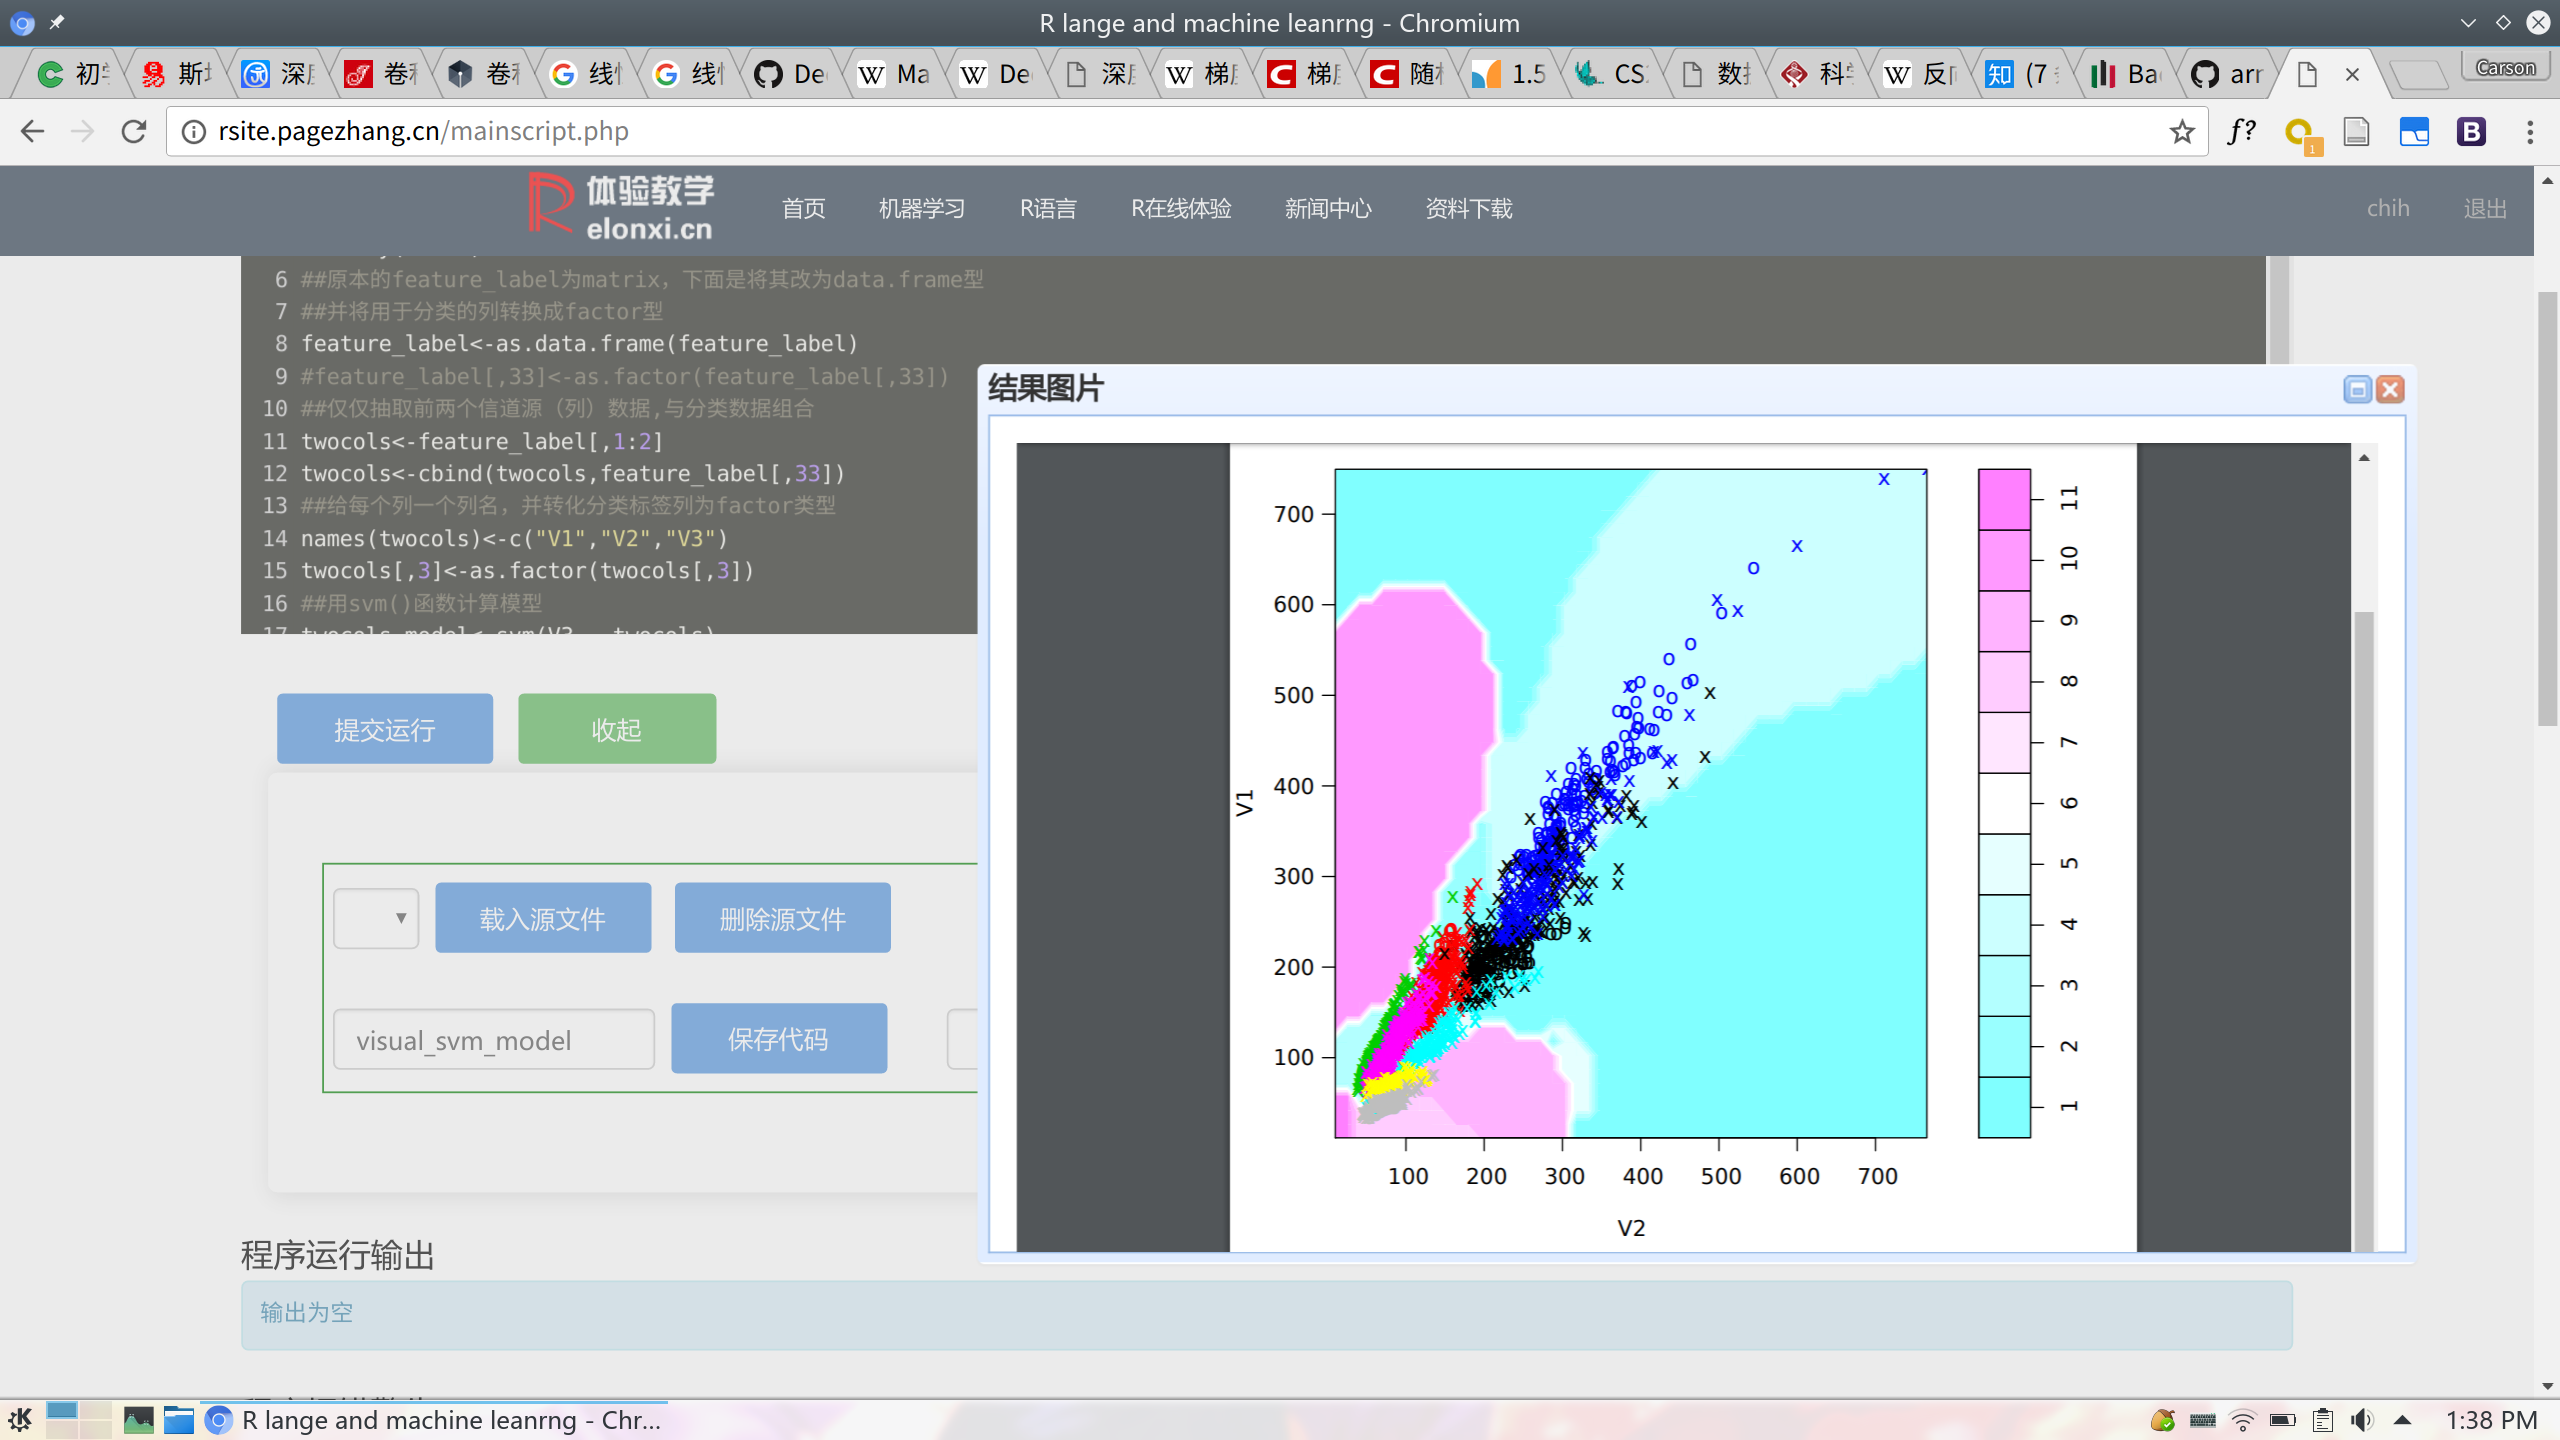 R lange and machine leanrng - Chromium
初 斯 深 卷 卷 线 线 De Ma De 深 梯 梯 随 1.5 CS 数 科 反 (7 Ba arr Carson
rsite.pagezhang.cn/mainscript.php
f?
1
B
R 体验教学
elonxi.cn
首页 机器学习 R语言 R在线体验 新闻中心 资料下载 chih 退出
6 ##原本的feature_label为matrix，下面是将其改为data.frame型
7 ##并将用于分类的列转换成factor型
8 feature_label<-as.data.frame(feature_label)
9 #feature_label[,33]<-as.factor(feature_label[,33])
10 ##仅仅抽取前两个信道源（列）数据,与分类数据组合
11 twocols<-feature_label[,1:2]
12 twocols<-cbind(twocols,feature_label[,33])
13 ##给每个列一个列名，并转化分类标签列为factor类型
14 names(twocols)<-c("V1","V2","V3")
15 twocols[,3]<-as.factor(twocols[,3])
16 ##用svm()函数计算模型
提交运行 收起
载入源文件 删除源文件
visual_svm_model 保存代码
程序运行输出
输出为空
结果图片
700
600
500
400
300
200
100
V1
100 200 300 400 500 600 700
V2
11
10
9
8
7
6
5
4
3
2
1
R lange and machine leanrng - Chr...
1:38 PM